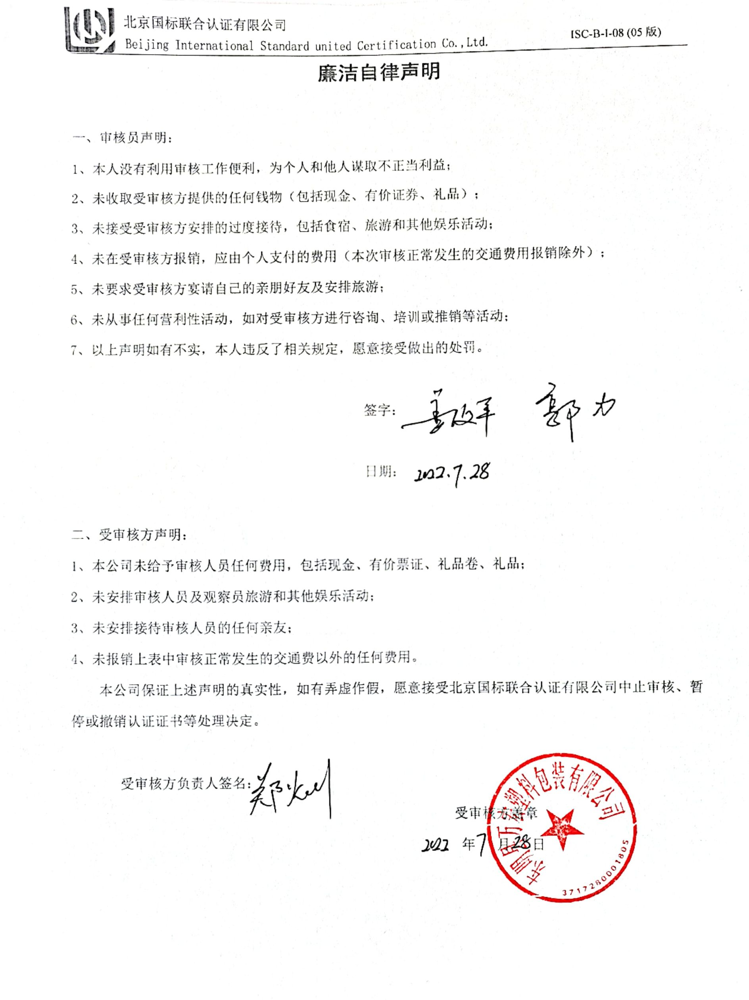 北京国标联合认证有限公司
ISC-B-I-08 (05 版)
Beijing International Standard united Certification Co.,Ltd.
廉洁自律声明
一、审核员声明：
1、本人没有利用审核工作便利，为个人和他人谋取不正当利益；
2、未收取受审核方提供的任何钱物（包括现金、有价证券、礼品）；
3、未接受受审核方安排的过度接待，包括食宿、旅游和其他娱乐活动；
4、未在受审核方报销，应由个人支付的费用（本次审核正常发生的交通费用报销除外）；
5、未要求受审核方宴请自己的亲朋好友及安排旅游；
6、未从事任何营利性活动，如对受审核方进行咨询、培训或推销等活动；
7、以上声明如有不实，本人违反了相关规定，愿意接受做出的处罚。
签字： 郭力
日期： 2022.7.28
二、受审核方声明：
1、本公司未给予审核人员任何费用，包括现金、有价票证、礼品卷、礼品；
2、未安排审核人员及观察员旅游和其他娱乐活动；
3、未安排接待审核人员的任何亲友；
4、未报销上表中审核正常发生的交通费以外的任何费用。
本公司保证上述声明的真实性，如有弄虚作假，愿意接受北京国标联合认证有限公司中止审核、暂
停或撤销认证证书等处理决定。
受审核方负责人签名：郑
受审核方盖章
2022 年 7 月 28 日
塑料包装有限公司
3717280001805